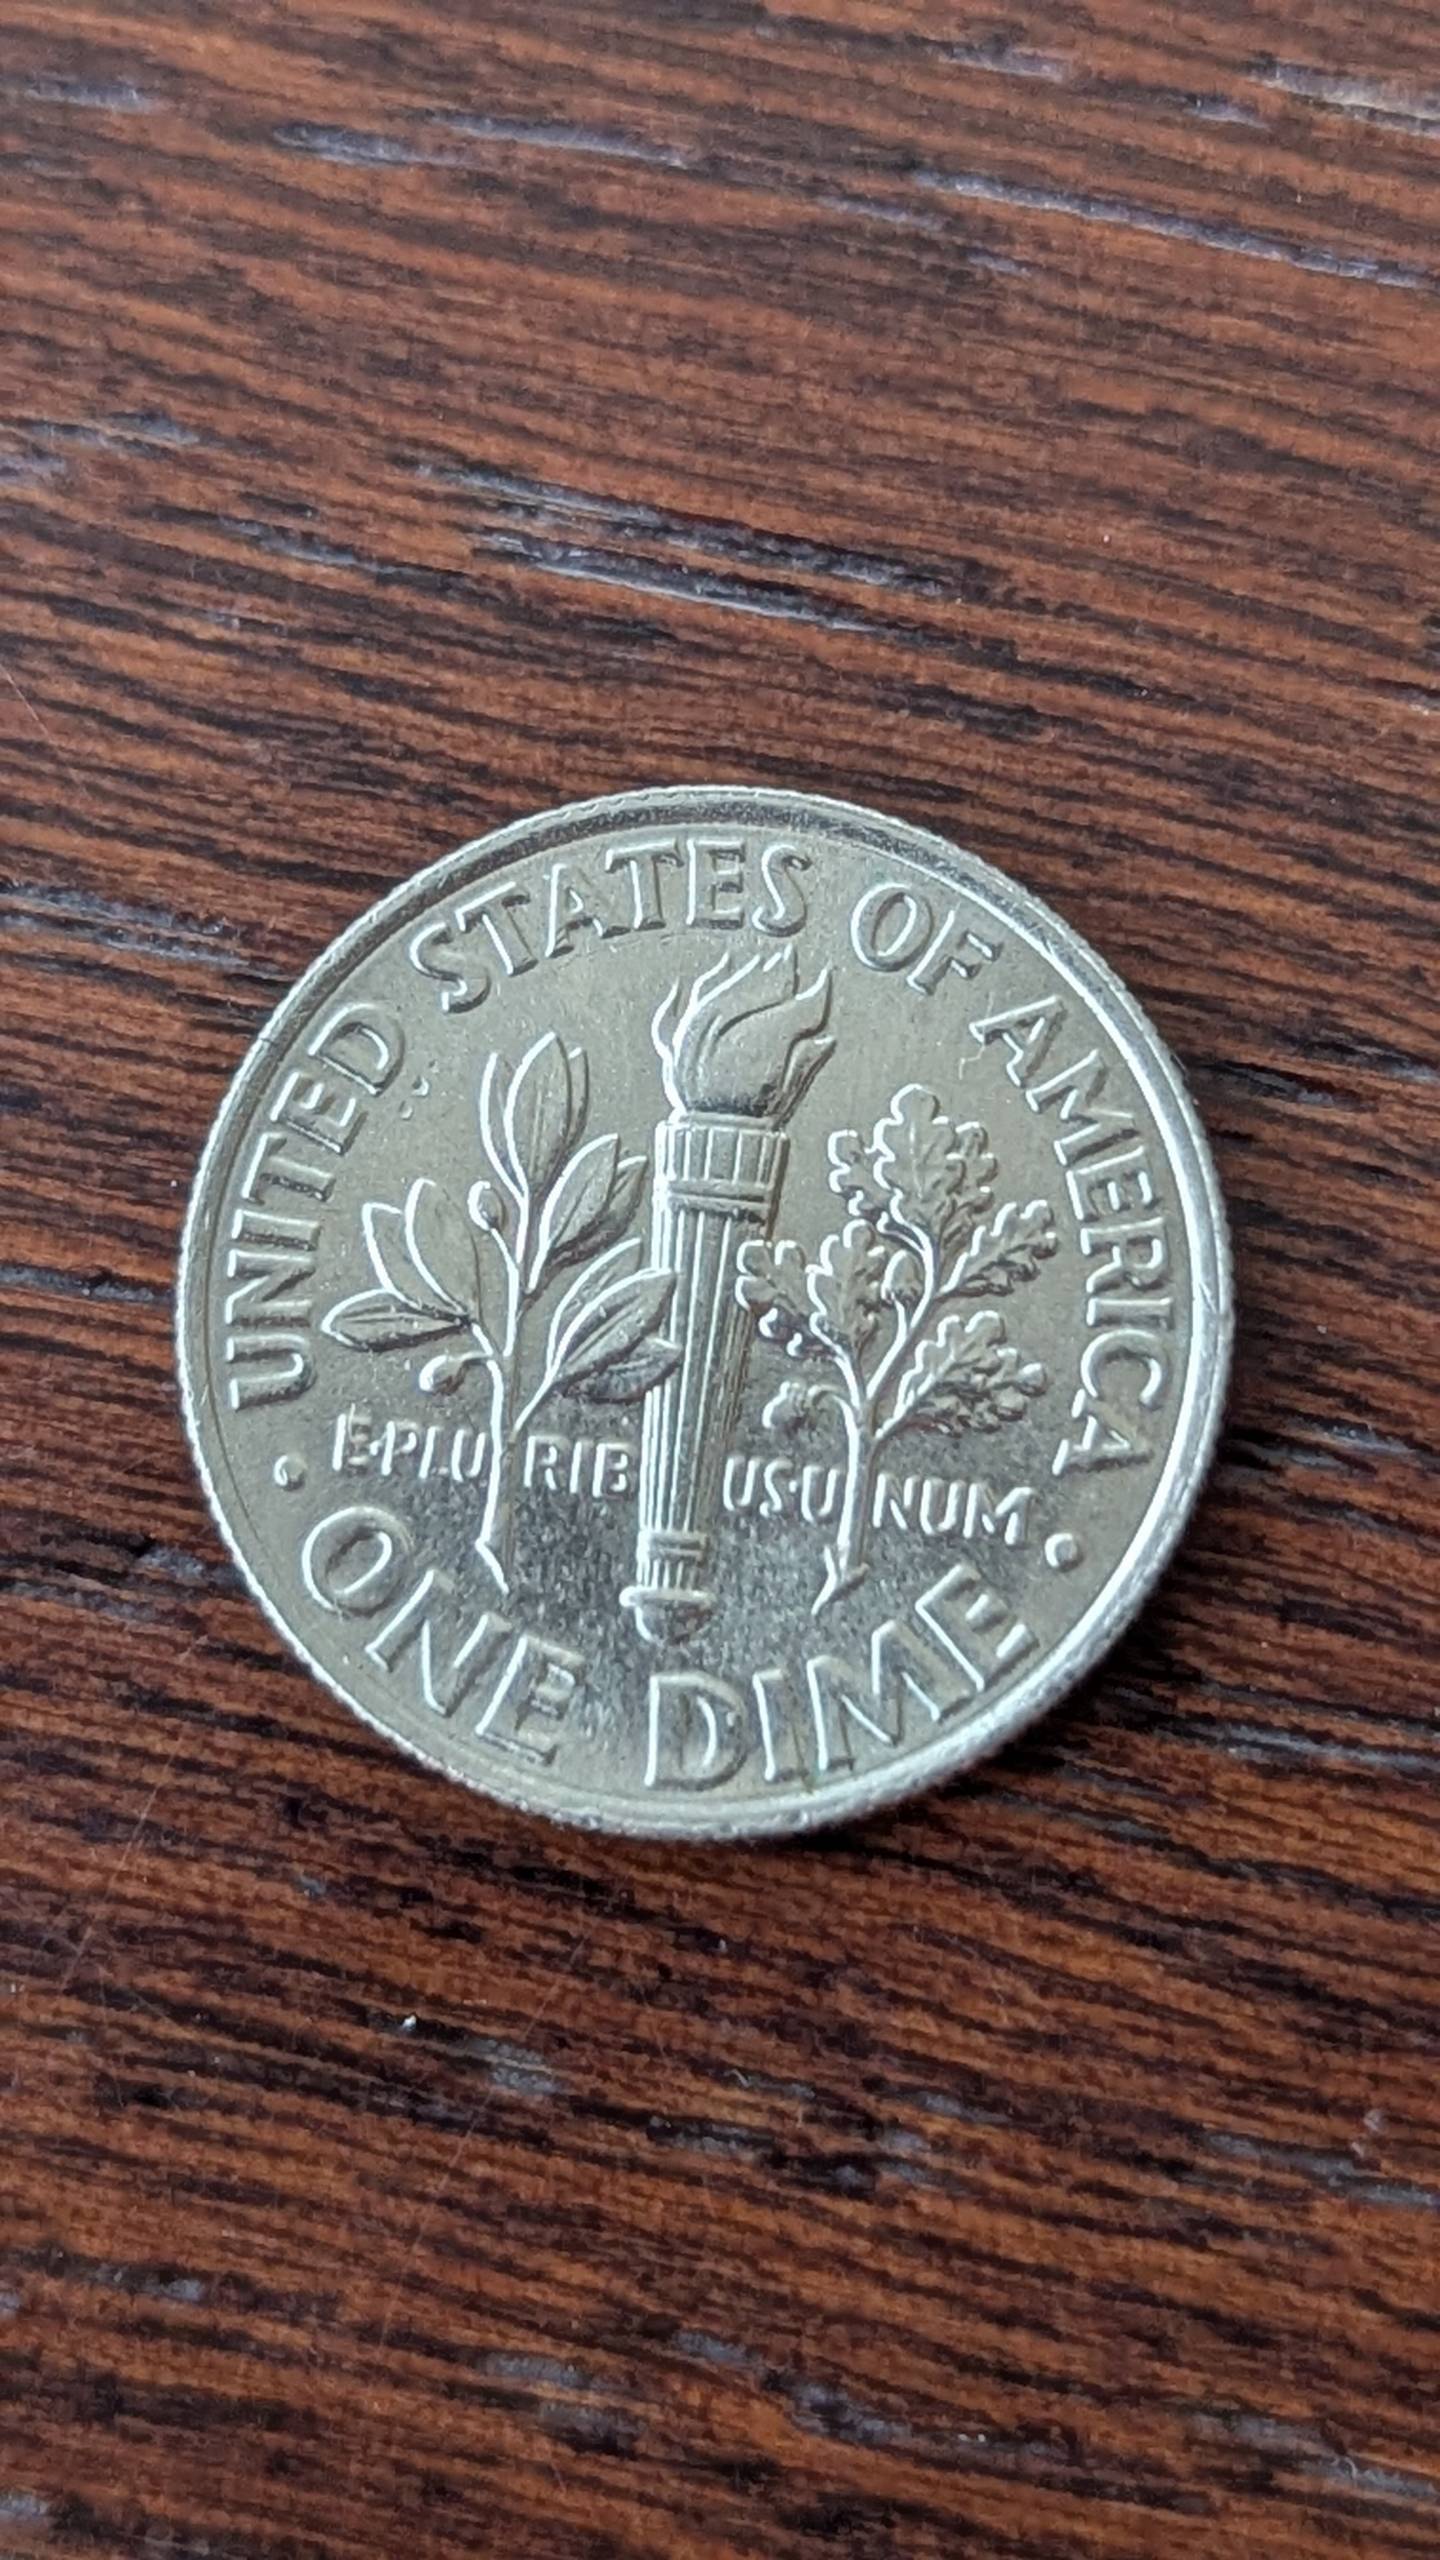 UNITED STATES OF AMERICA
E·PLU RIB US·U NUM
· ONE DIME ·